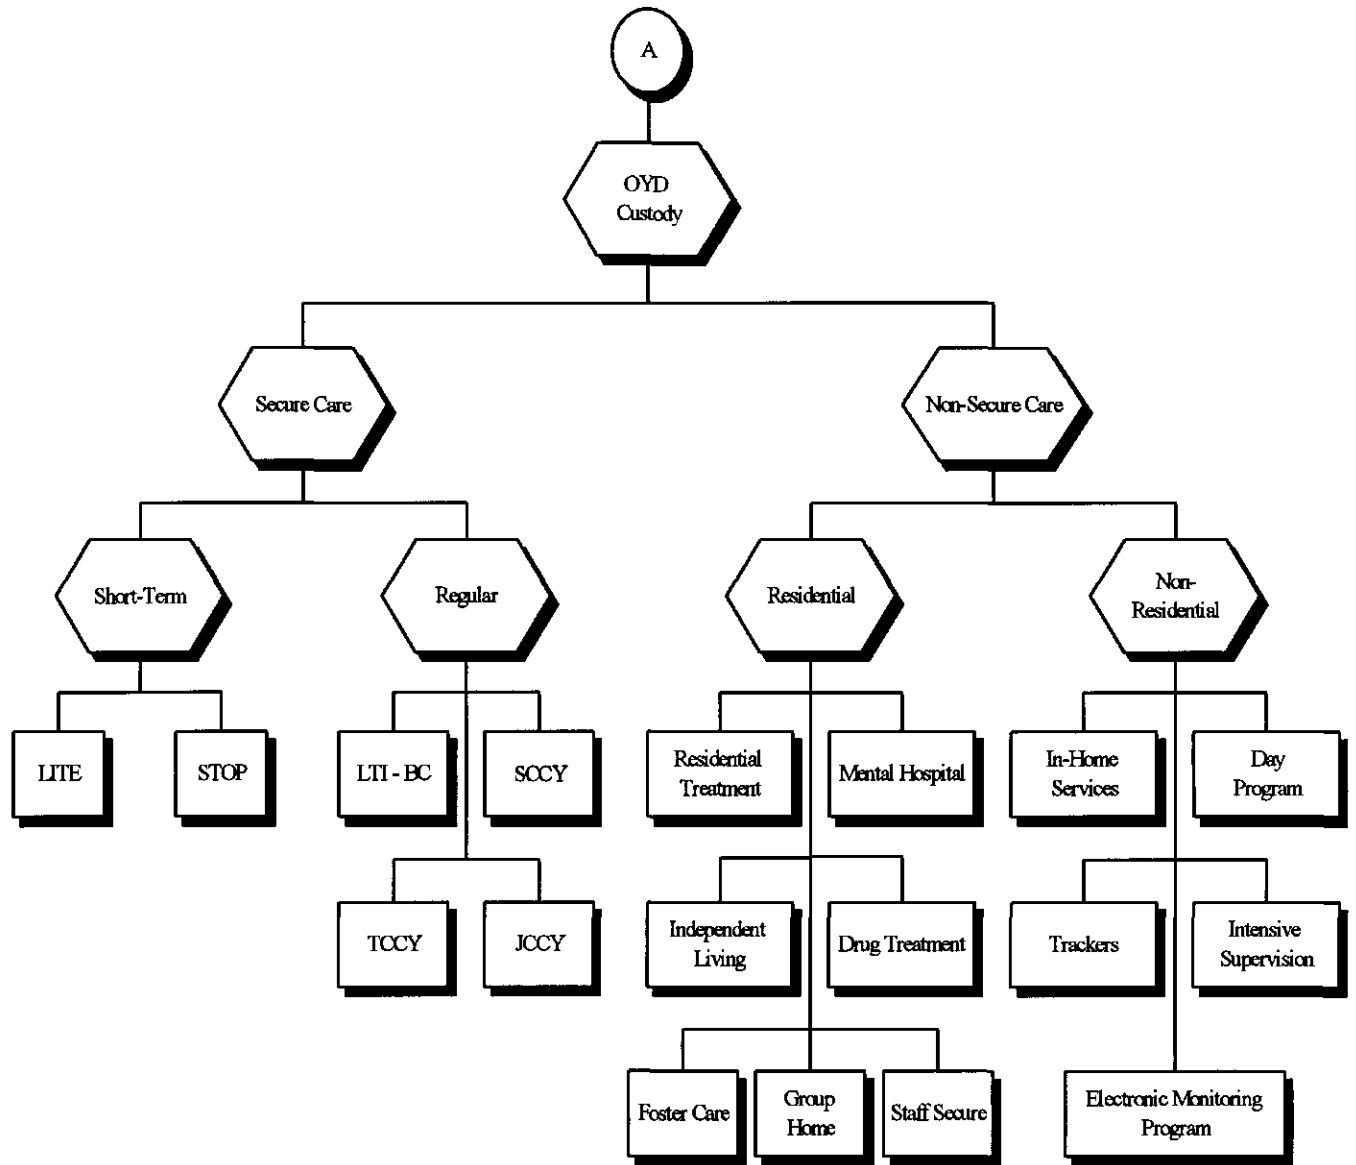 A
OYD
Custody
Secure Care
Non-Secure Care
Short-Term
Regular
Residential
Non-
Residential
LITE
STOP
LTI - BC
SCCY
Residential
Treatment
Mental Hospital
In-Home
Services
Day
Program
TCCY
JCCY
Independent
Living
Drug Treatment
Trackers
Intensive
Supervision
Foster Care
Group
Home
Staff Secure
Electronic Monitoring
Program